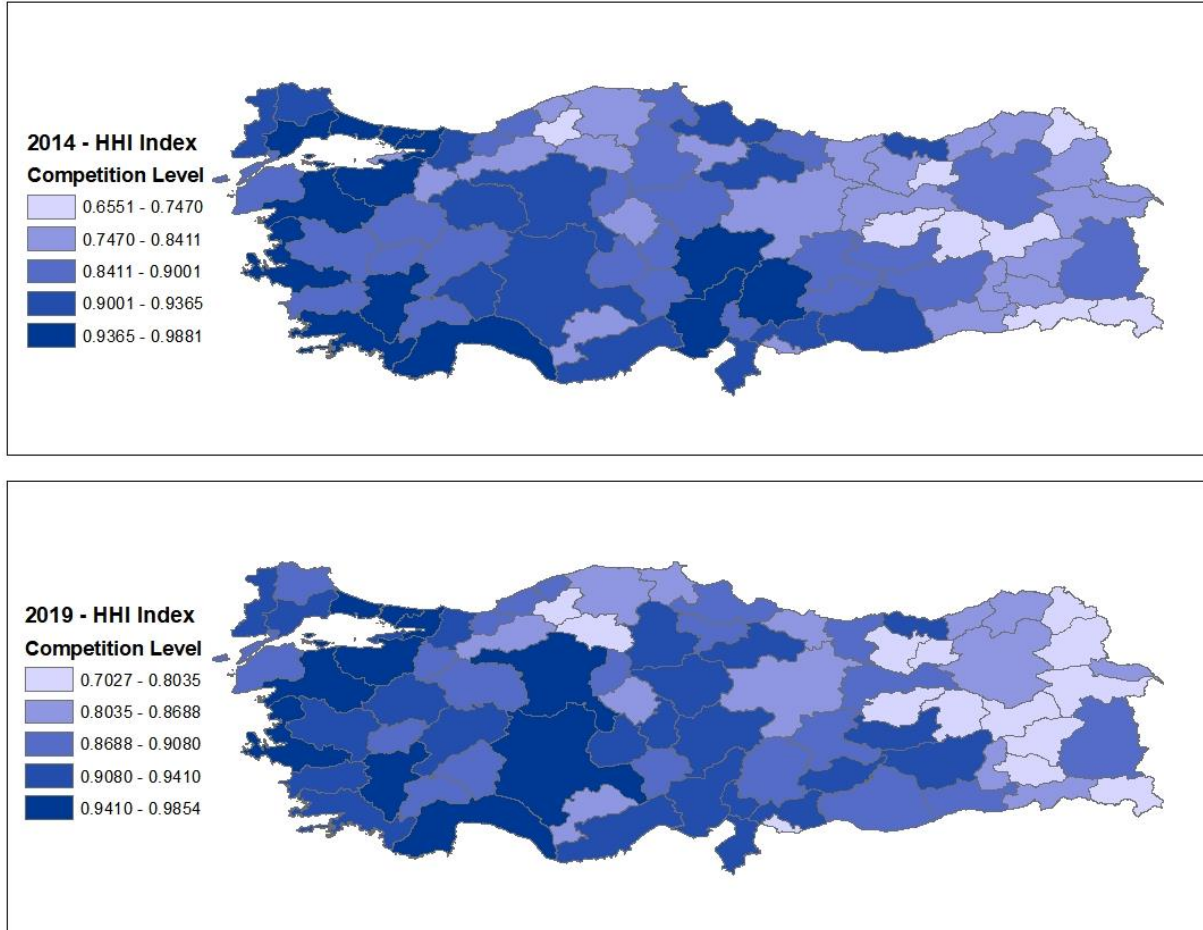 2014 - HHI Index
Competition Level
0.6551 - 0.7470
0.7470 - 0.8411
0.8411 - 0.9001
0.9001 - 0.9365
0.9365 - 0.9881
2019 - HHI Index
Competition Level
0.7027 - 0.8035
0.8035 - 0.8688
0.8688 - 0.9080
0.9080 - 0.9410
0.9410 - 0.9854